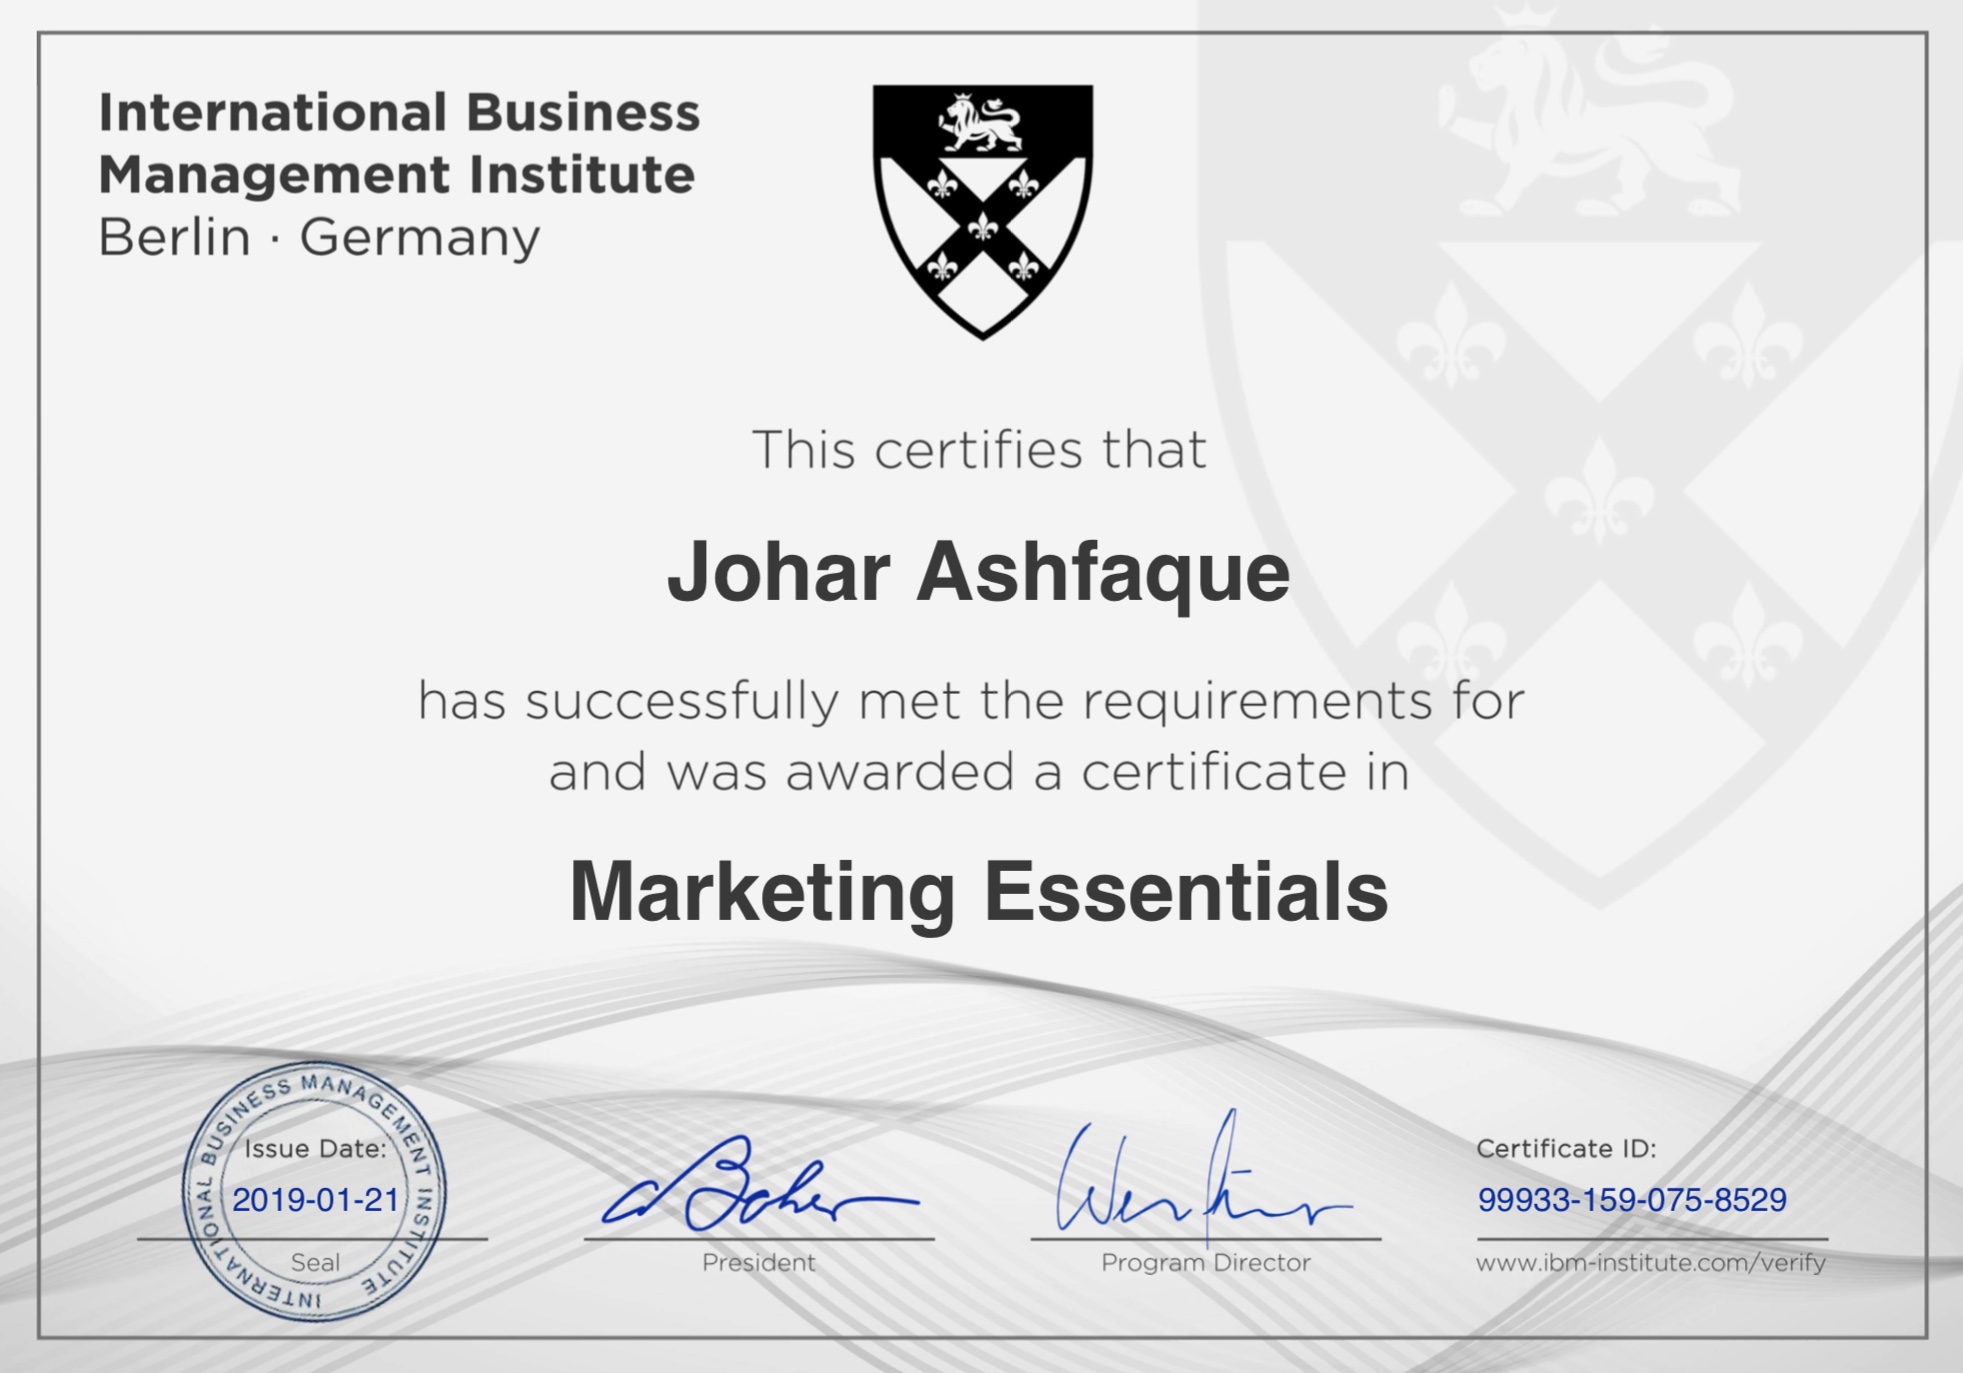 International Business
Management Institute
Berlin · Germany
This certifies that
Johar Ashfaque
has successfully met the requirements for
and was awarded a certificate in
Marketing Essentials
INTERNATIONAL BUSINESS MANAGEMENT INSTITUTE
Issue Date:
2019-01-21
Seal
President
Program Director
Certificate ID:
99933-159-075-8529
www.ibm-institute.com/verify